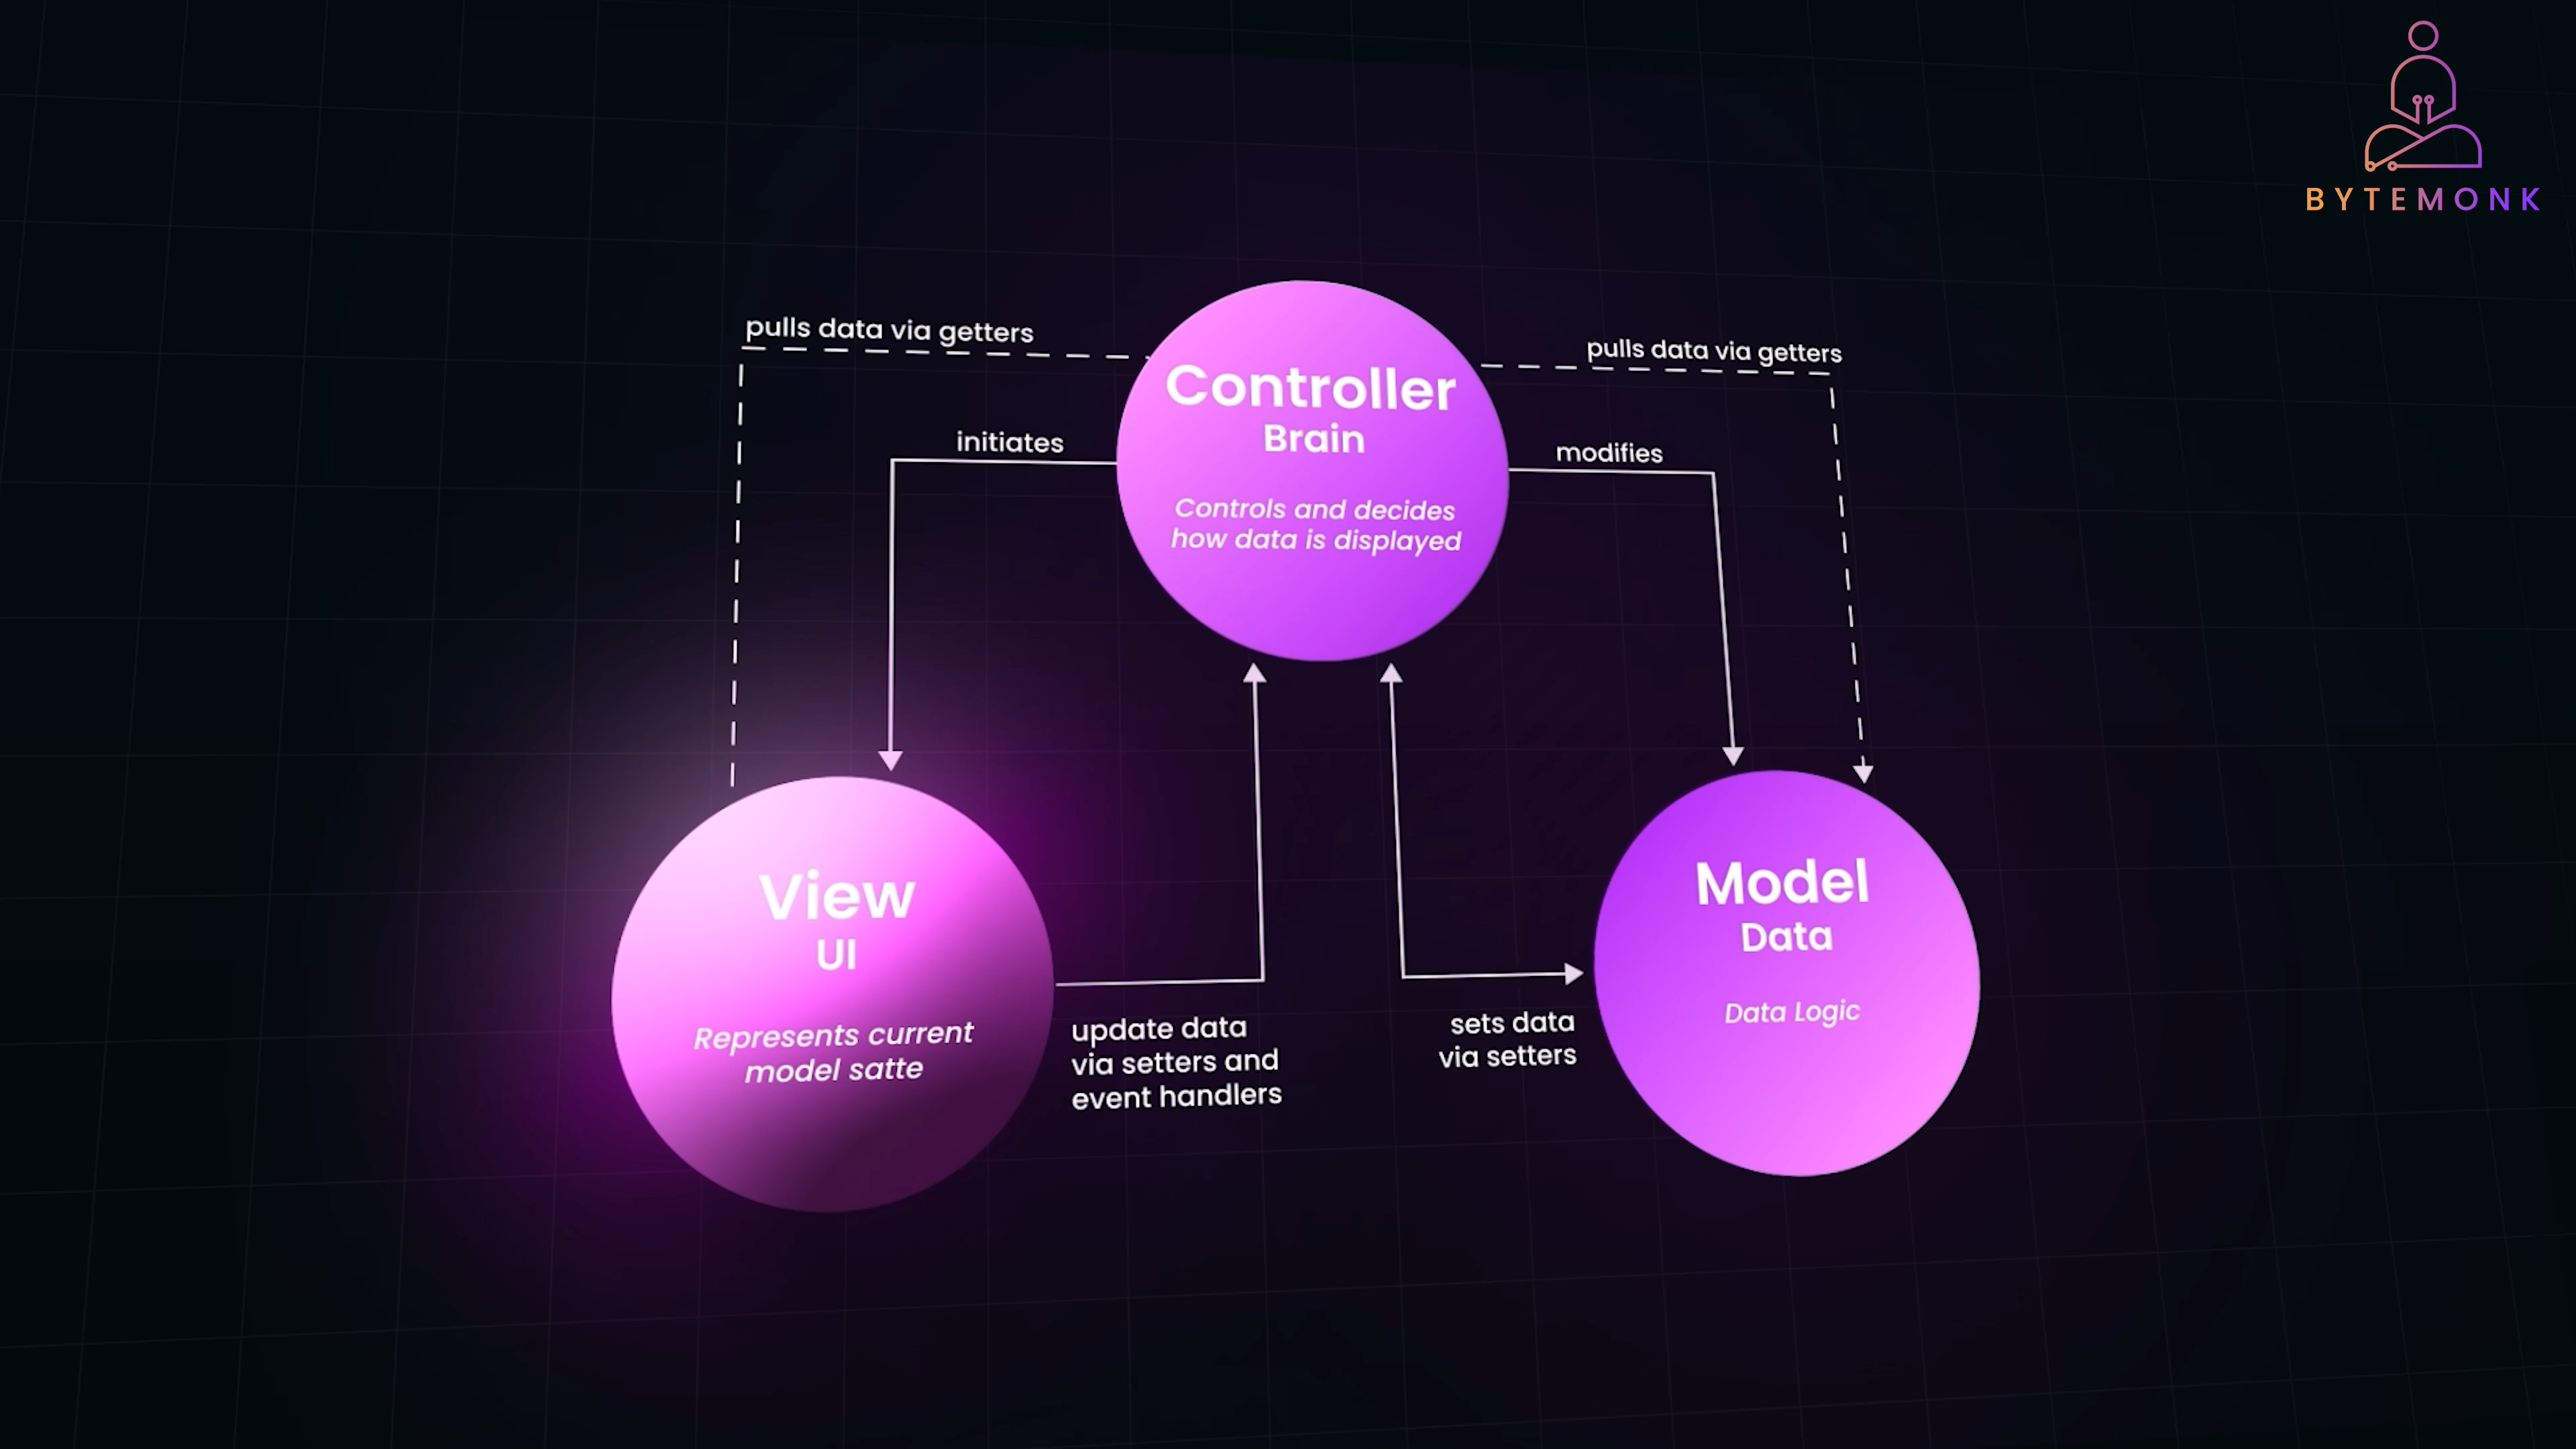 BYTEMONK
pulls data via getters
pulls data via getters
Controller
Brain
initiates
modifies
Controls and decides
how data is displayed
View
UI
Represents current
model satte
Model
Data
Data Logic
update data
via setters and
event handlers
sets data
via setters